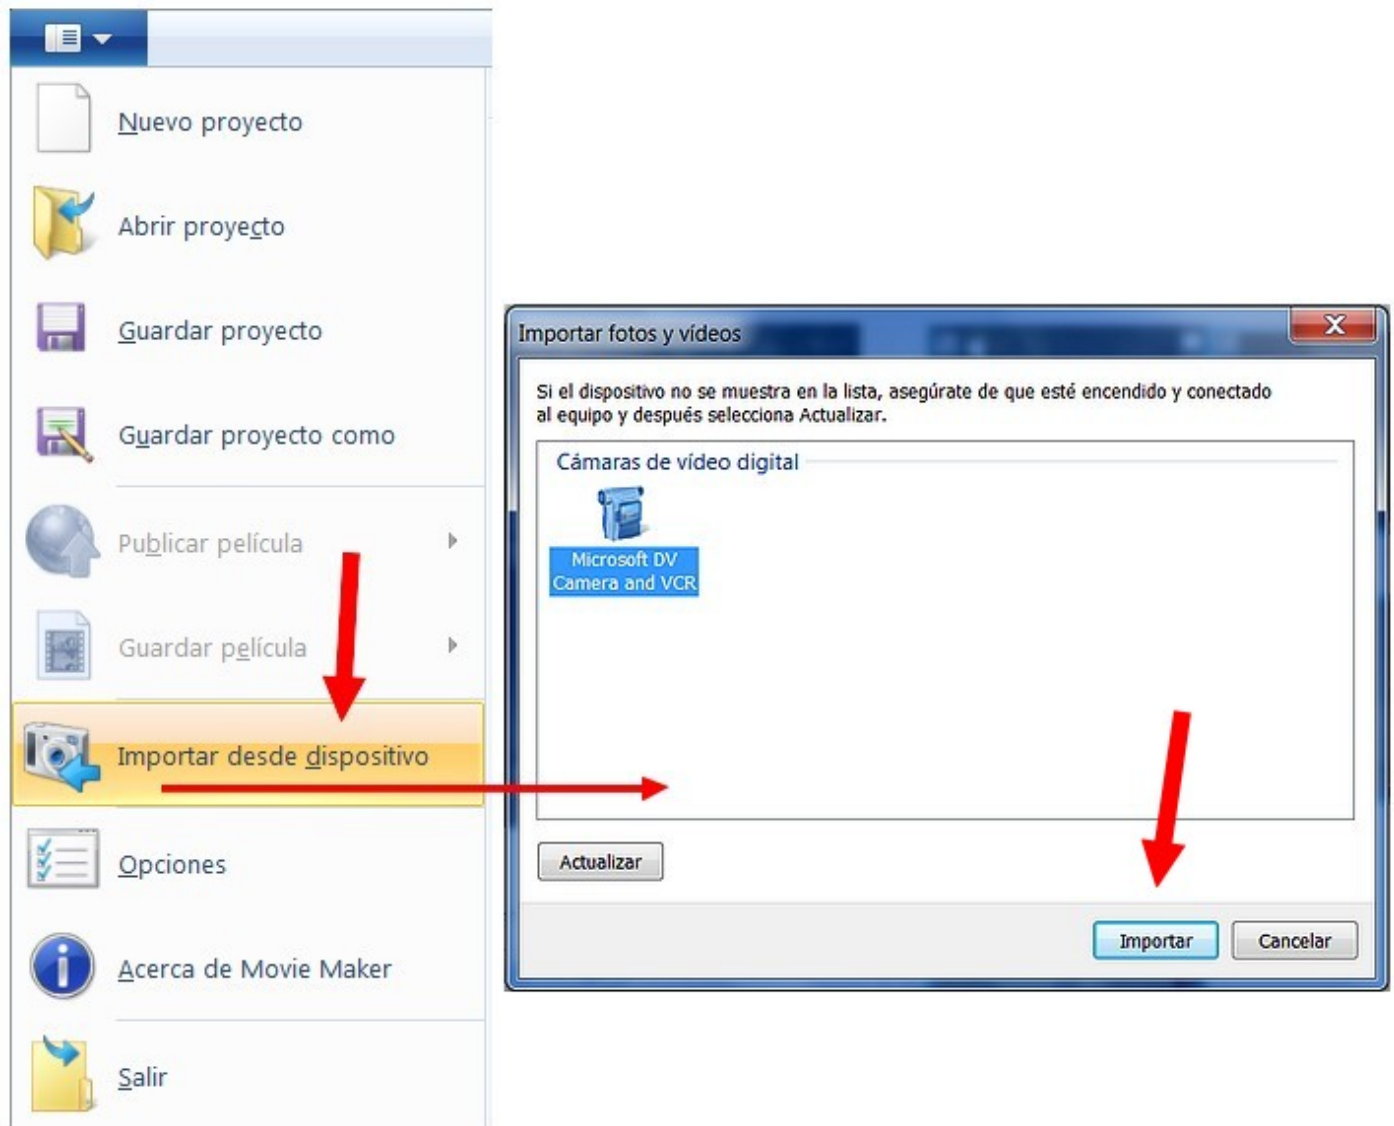 Nuevo proyecto
Abrir proyecto
Guardar proyecto
Guardar proyecto como
Publicar película
Guardar película
Importar desde dispositivo
Opciones
Acerca de Movie Maker
Salir
Importar fotos y vídeos
Si el dispositivo no se muestra en la lista, asegúrate de que esté encendido y conectado
al equipo y después selecciona Actualizar.
Cámaras de vídeo digital
Microsoft DV
Camera and VCR
Actualizar
Importar
Cancelar